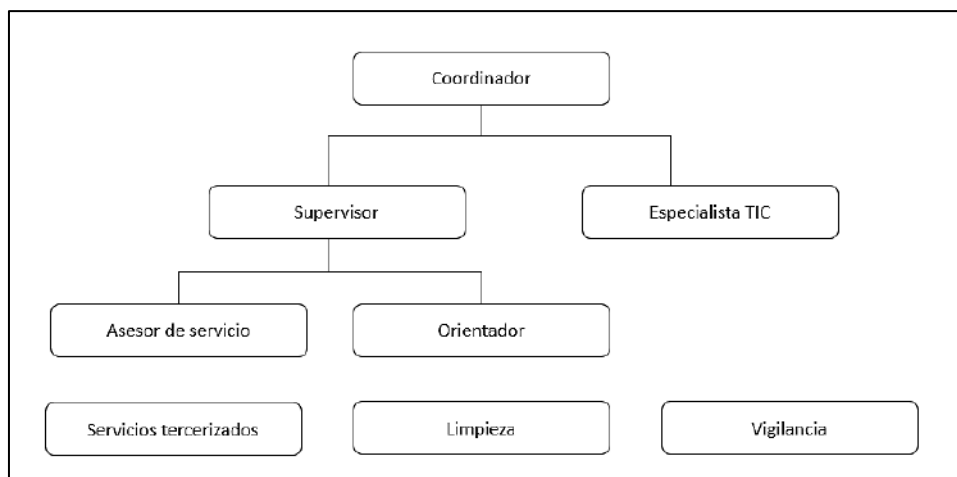 Coordinador
Supervisor
Especialista TIC
Asesor de servicio
Orientador
Servicios tercerizados
Limpieza
Vigilancia